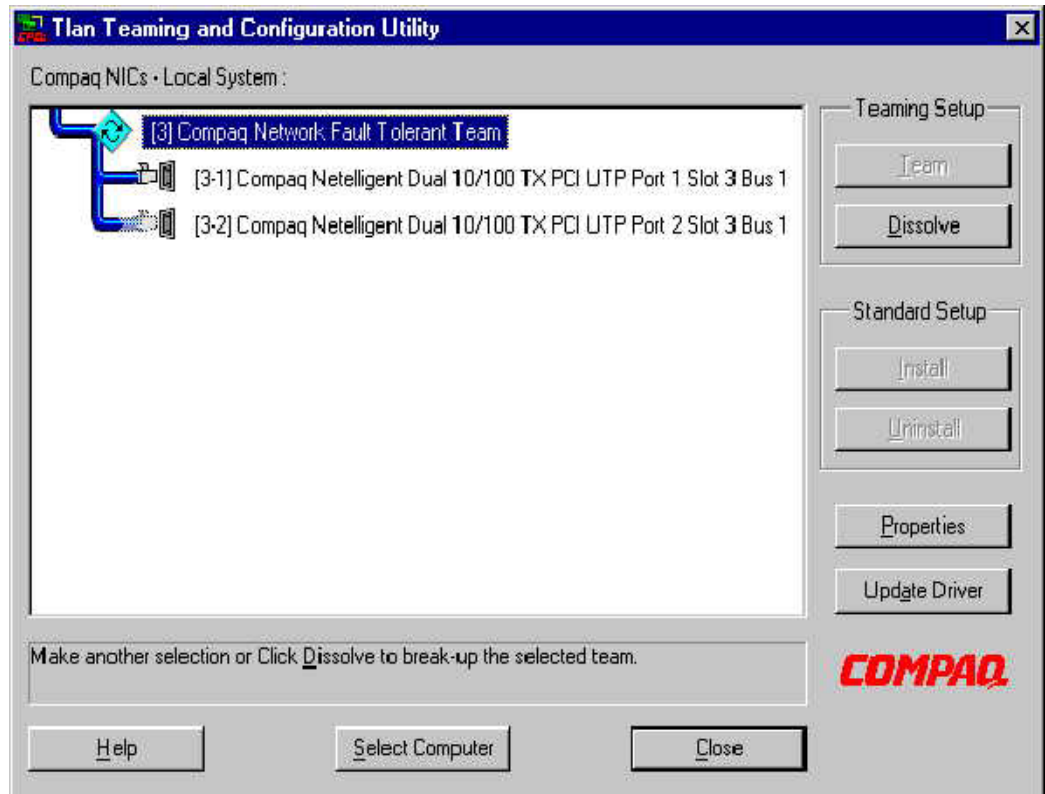 Tlan Teaming and Configuration Utility
Compaq NICs - Local System :
[3] Compaq Network Fault Tolerant Team
[3-1] Compaq Netelligent Dual 10/100 TX PCI UTP Port 1 Slot 3 Bus 1
[3-2] Compaq Netelligent Dual 10/100 TX PCI UTP Port 2 Slot 3 Bus 1
Teaming Setup
Team
Dissolve
Standard Setup
Install
Uninstall
Properties
Update Driver
Make another selection or Click Dissolve to break-up the selected team.
COMPAQ
Help
Select Computer
Close